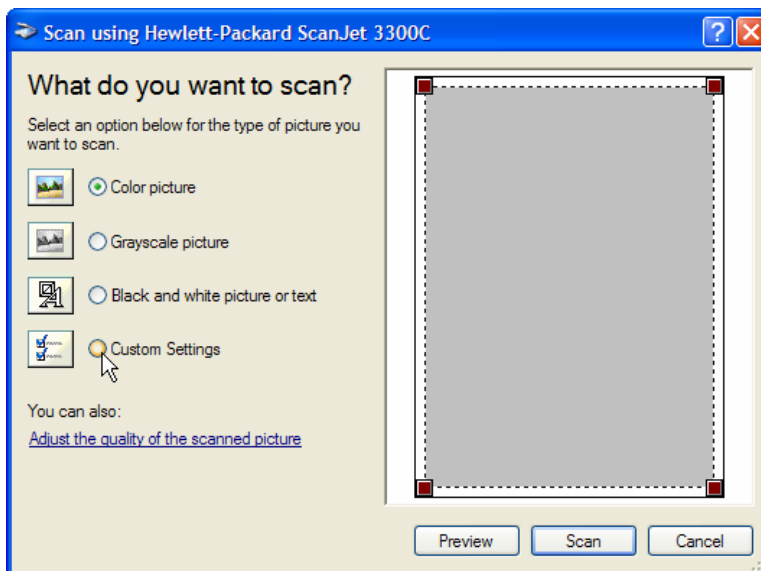 Scan using Hewlett-Packard ScanJet 3300C
What do you want to scan?
Select an option below for the type of picture you
want to scan.
Color picture
Grayscale picture
Black and white picture or text
Custom Settings
You can also:
Adjust the quality of the scanned picture
Preview
Scan
Cancel